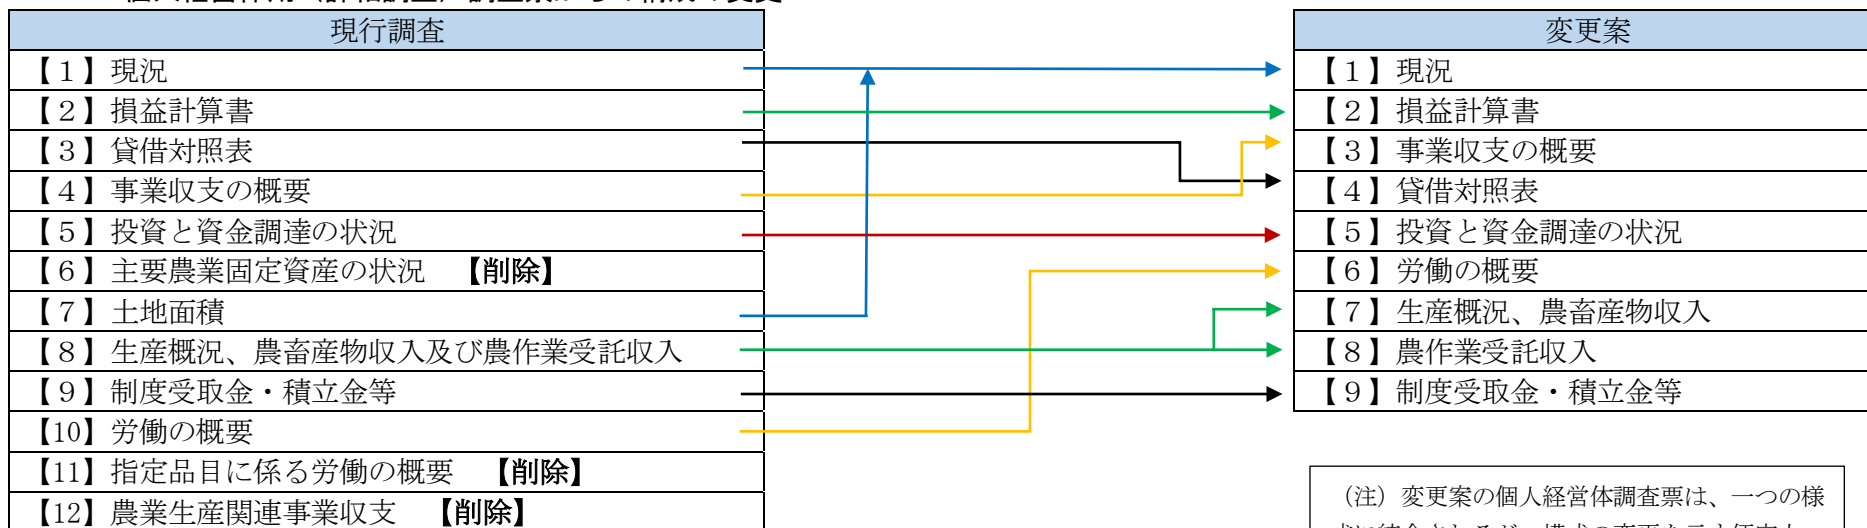 現行調査
【１】現況
【２】損益計算書
【３】貸借対照表
【４】事業収支の概要
【５】投資と資金調達の状況
【６】主要農業固定資産の状況　【削除】
【７】土地面積
【８】生産概況、農畜産物収入及び農作業受託収入
【９】制度受取金・積立金等
【10】労働の概要
【11】指定品目に係る労働の概要　【削除】
【12】農業生産関連事業収支　【削除】
変更案
【１】現況
【２】損益計算書
【３】事業収支の概要
【４】貸借対照表
【５】投資と資金調達の状況
【６】労働の概要
【７】生産概況、農畜産物収入
【８】農作業受託収入
【９】制度受取金・積立金等
（注）変更案の個人経営体調査票は、一つの様